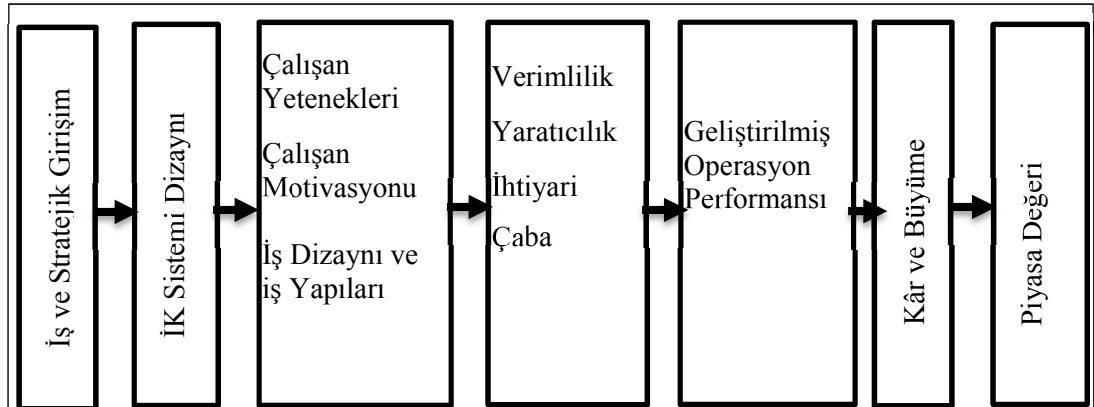 İş ve Stratejik Girişim
İK Sistemi Dizaynı
Çalışan
Yetenekleri
Çalışan
Motivasyonu
İş Dizaynı ve
iş Yapıları
Verimlilik
Yaratıcılık
İhtiyari
Çaba
Geliştirilmiş
Operasyon
Performansı
Kâr ve Büyüme
Piyasa Değeri